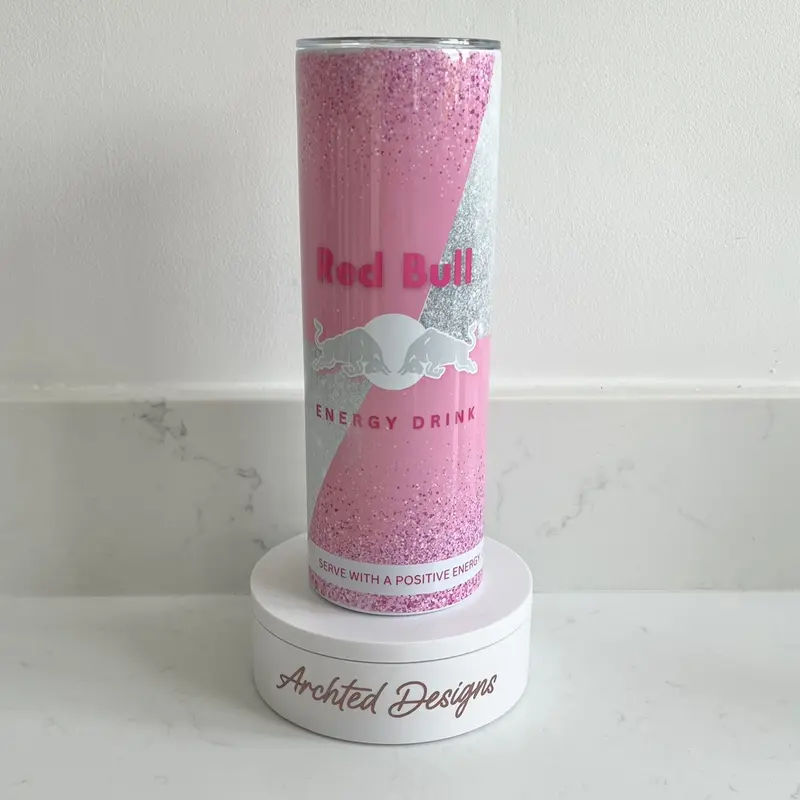 Red Bull
ENERGY DRINK
SERVE WITH A POSITIVE ENERGY
Archted Designs